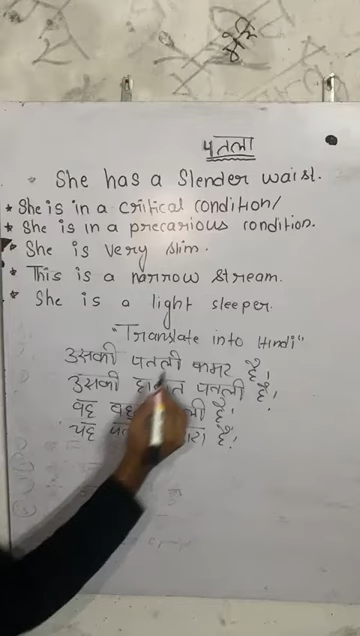 पतला
She has a Slender waist.
* She is in a critical condition/
* She is in a precarious condition.
* She is very slim.
* This is a narrow stream.
* She is a light sleeper.
"Translate into Hindi"
उसकी पतली कमर है।
उसकी पतली है।
वह है।
यह है।